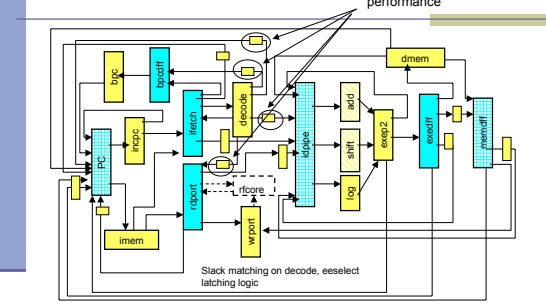 performance
dmem
bpc
bpcdff
incpc
PC
imem
ifetch
decode
rdport
rfcore
wrport
idpipe
add
shift
log
exep2
exedff
memdff
Slack matching on decode, eeselect
latching logic